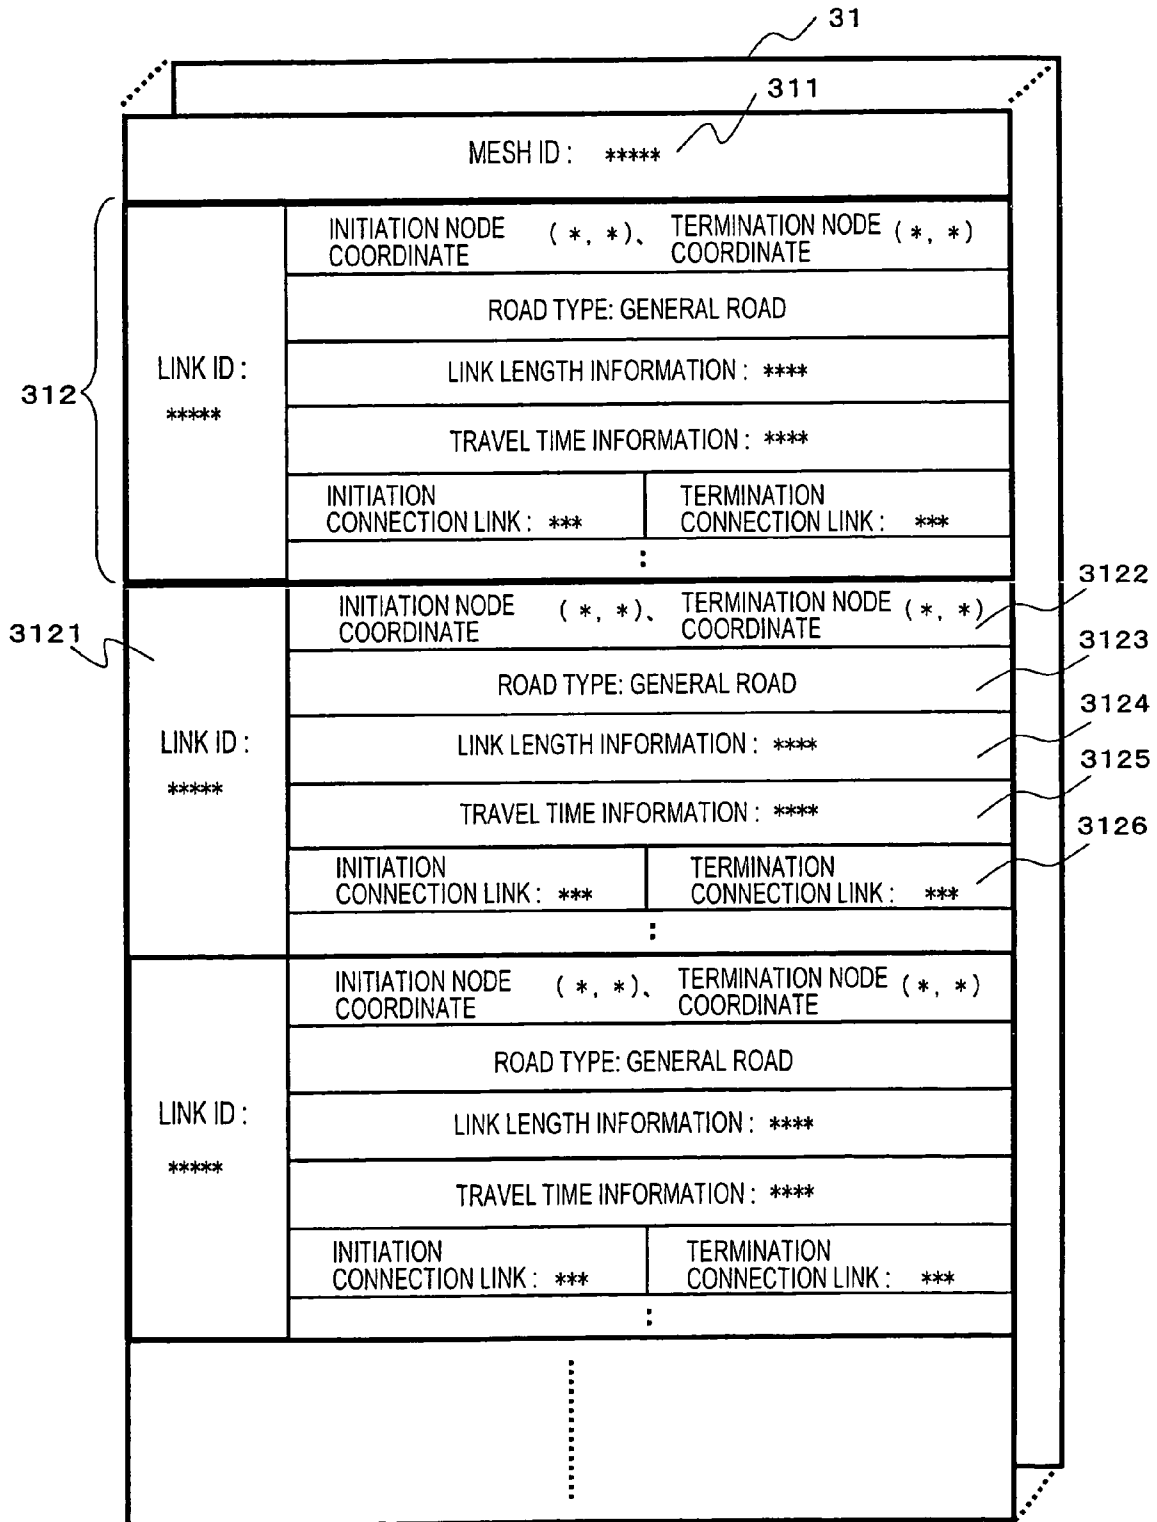 31
311
MESH ID : *****
312
LINK ID :
*****
INITIATION NODE COORDINATE (*, *)、 TERMINATION NODE COORDINATE (*, *)
ROAD TYPE: GENERAL ROAD
LINK LENGTH INFORMATION : ****
TRAVEL TIME INFORMATION : ****
INITIATION CONNECTION LINK : ***
TERMINATION CONNECTION LINK : ***
:
3121
LINK ID :
*****
INITIATION NODE COORDINATE (*, *)、 TERMINATION NODE COORDINATE (*, *)
3122
ROAD TYPE: GENERAL ROAD
3123
LINK LENGTH INFORMATION : ****
3124
TRAVEL TIME INFORMATION : ****
3125
INITIATION CONNECTION LINK : ***
TERMINATION CONNECTION LINK : ***
3126
:
LINK ID :
*****
INITIATION NODE COORDINATE (*, *)、 TERMINATION NODE COORDINATE (*, *)
ROAD TYPE: GENERAL ROAD
LINK LENGTH INFORMATION : ****
TRAVEL TIME INFORMATION : ****
INITIATION CONNECTION LINK : ***
TERMINATION CONNECTION LINK : ***
: